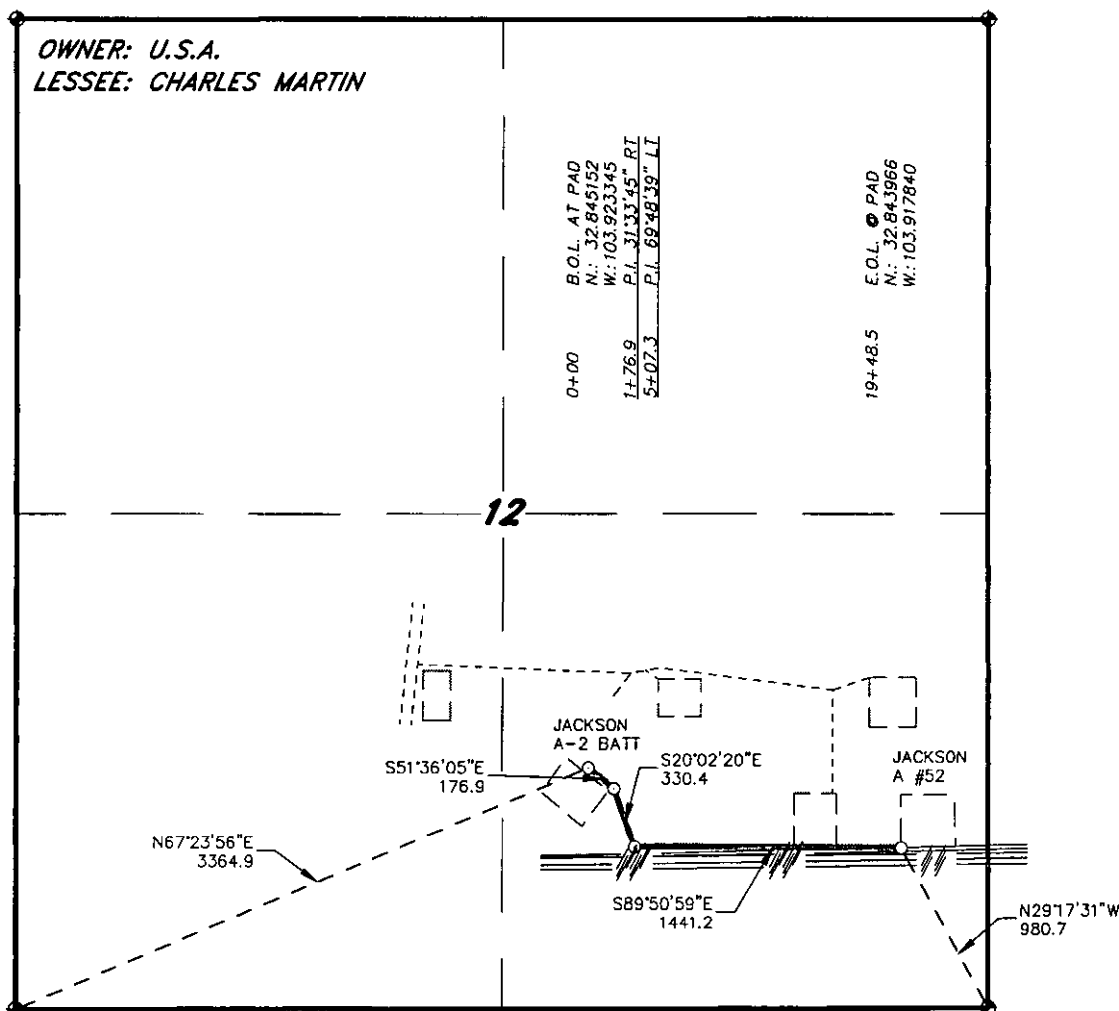 OWNER: U.S.A.
LESSEE: CHARLES MARTIN
0+00 B.O.L. AT PAD
N.: 32.845152
W.: 103.923345
1+76.9 P.I. 31°33'45" RT
5+07.3 P.I. 69°48'39" LT
19+48.5 E.O.L. @ PAD
N.: 32.843966
W.: 103.917840
12
JACKSON
A-2 BATT
S51°36'05"E
176.9
S20°02'20"E
330.4
JACKSON
A #52
N67°23'56"E
3364.9
S89°50'59"E
1441.2
N29°17'31"W
980.7